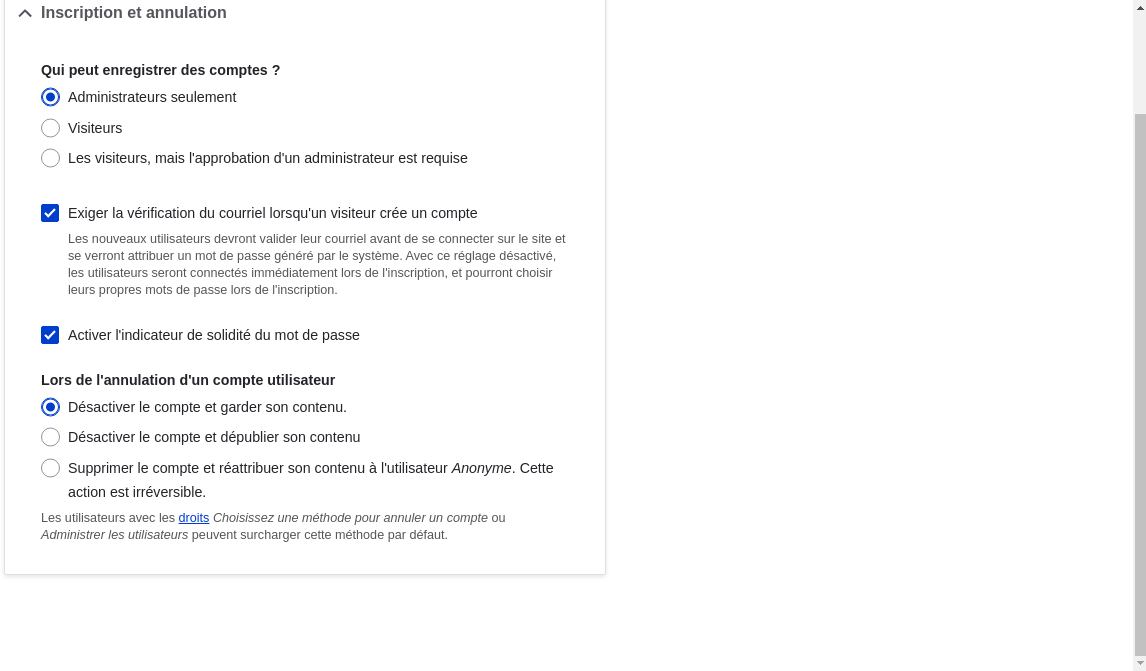 Inscription et annulation
Qui peut enregistrer des comptes ?
Administrateurs seulement
Visiteurs
Les visiteurs, mais l'approbation d'un administrateur est requise
Exiger la vérification du courriel lorsqu'un visiteur crée un compte
Les nouveaux utilisateurs devront valider leur courriel avant de se connecter sur le site et
se verront attribuer un mot de passe généré par le système. Avec ce réglage désactivé,
les utilisateurs seront connectés immédiatement lors de l'inscription, et pourront choisir
leurs propres mots de passe lors de l'inscription.
Activer l'indicateur de solidité du mot de passe
Lors de l'annulation d'un compte utilisateur
Désactiver le compte et garder son contenu.
Désactiver le compte et dépublier son contenu
Supprimer le compte et réattribuer son contenu à l'utilisateur Anonyme. Cette
action est irréversible.
Les utilisateurs avec les droits Choisissez une méthode pour annuler un compte ou
Administrer les utilisateurs peuvent surcharger cette méthode par défaut.